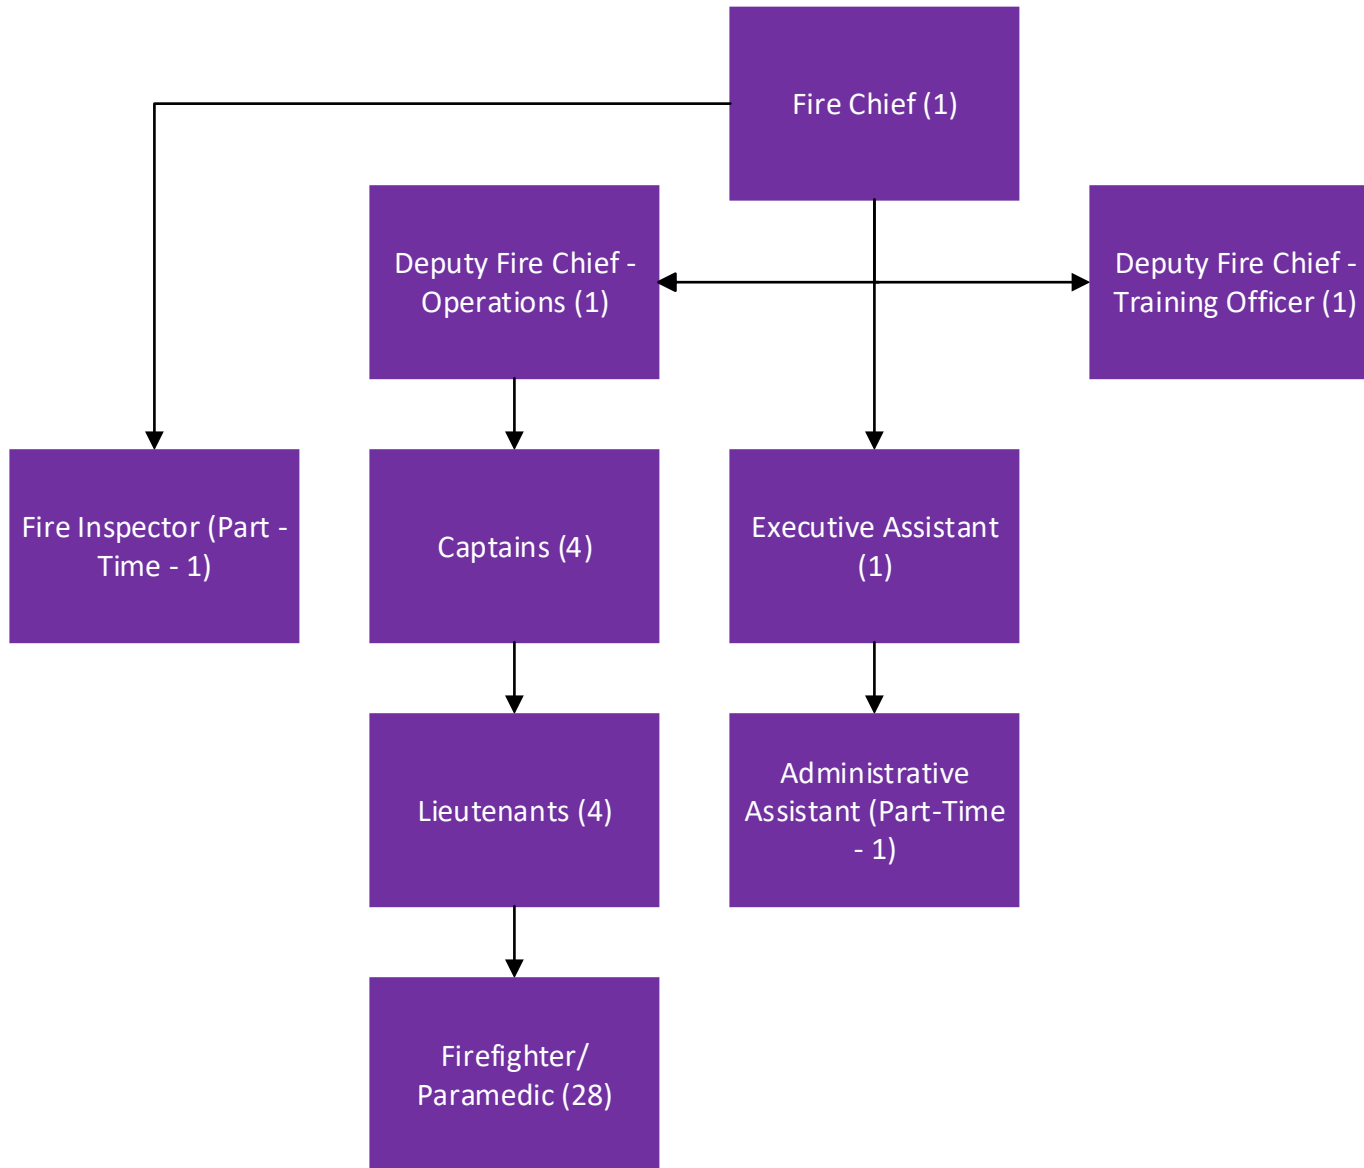 Fire Chief (1)
Deputy Fire Chief -
Operations (1)
Deputy Fire Chief -
Training Officer (1)
Fire Inspector (Part -
Time - 1)
Captains (4)
Executive Assistant
(1)
Lieutenants (4)
Administrative
Assistant (Part-Time
- 1)
Firefighter/
Paramedic (28)